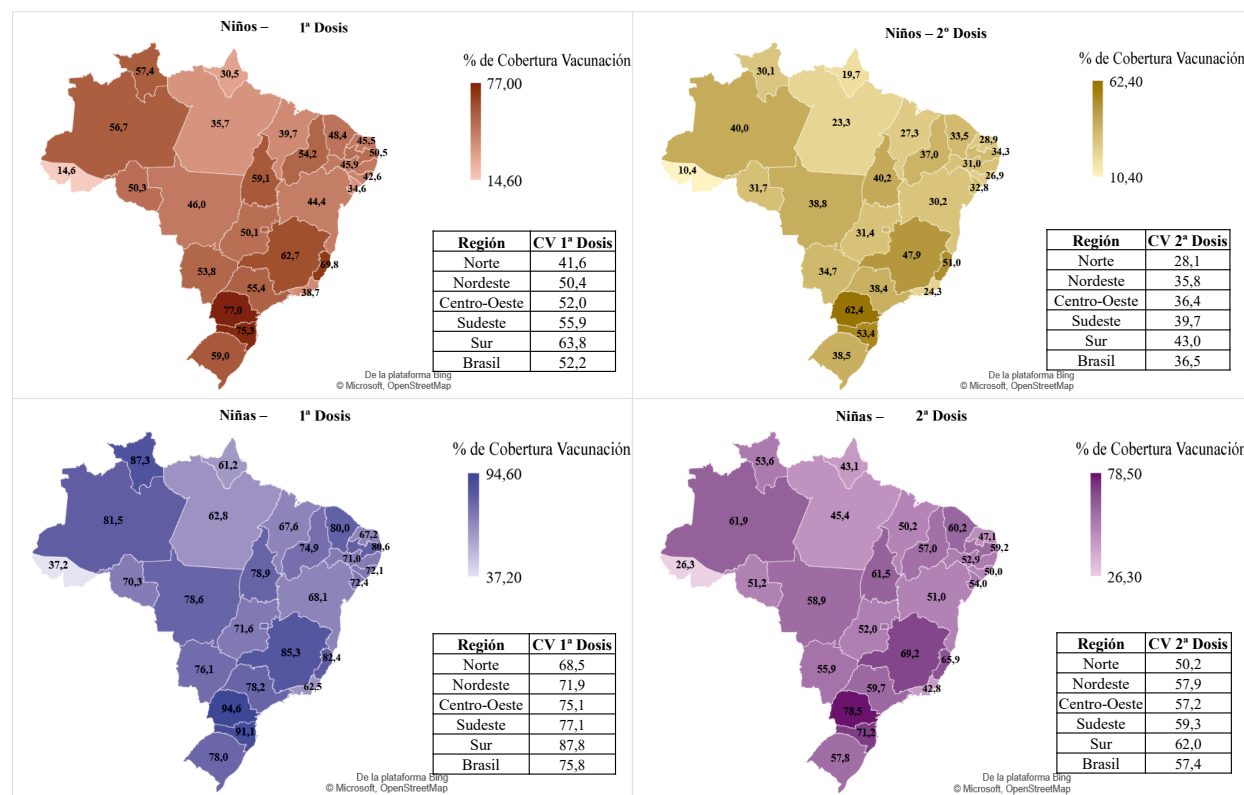 Niños – 1ª Dosis
% de Cobertura Vacunación
77,00
14,60
57,4
30,5
56,7
35,7
39,7
48,4
45,5
54,2
50,5
45,9
42,6
14,6
59,1
34,6
50,3
46,0
44,4
50,1
62,7
69,8
53,8
55,4
38,7
77,0
75,3
59,0
Región CV 1ª Dosis
Norte 41,6
Nordeste 50,4
Centro-Oeste 52,0
Sudeste 55,9
Sur 63,8
Brasil 52,2
De la plataforma Bing
© Microsoft, OpenStreetMap
Niños – 2º Dosis
% de Cobertura Vacunación
62,40
10,40
30,1
19,7
40,0
23,3
27,3
33,5
28,9
37,0
34,3
31,0
26,9
10,4
40,2
32,8
31,7
38,8
30,2
31,4
47,9
51,0
34,7
38,4
24,3
62,4
53,4
38,5
Región CV 2ª Dosis
Norte 28,1
Nordeste 35,8
Centro-Oeste 36,4
Sudeste 39,7
Sur 43,0
Brasil 36,5
De la plataforma Bing
© Microsoft, OpenStreetMap
Niñas – 1ª Dosis
% de Cobertura Vacunación
94,60
37,20
87,3
61,2
81,5
62,8
67,6
80,0
67,2
74,9
80,6
71,0
72,1
37,2
78,9
72,4
70,3
78,6
68,1
71,6
85,3
82,4
76,1
78,2
62,5
94,6
91,1
78,0
Región CV 1ª Dosis
Norte 68,5
Nordeste 71,9
Centro-Oeste 75,1
Sudeste 77,1
Sur 87,8
Brasil 75,8
De la plataforma Bing
© Microsoft, OpenStreetMap
Niñas – 2ª Dosis
% de Cobertura Vacunación
78,50
26,30
53,6
43,1
61,9
45,4
50,2
60,2
47,1
57,0
59,2
52,9
50,0
26,3
61,5
54,0
51,2
58,9
51,0
52,0
69,2
65,9
55,9
59,7
42,8
78,5
71,2
57,8
Región CV 2ª Dosis
Norte 50,2
Nordeste 57,9
Centro-Oeste 57,2
Sudeste 59,3
Sur 62,0
Brasil 57,4
De la plataforma Bing
© Microsoft, OpenStreetMap